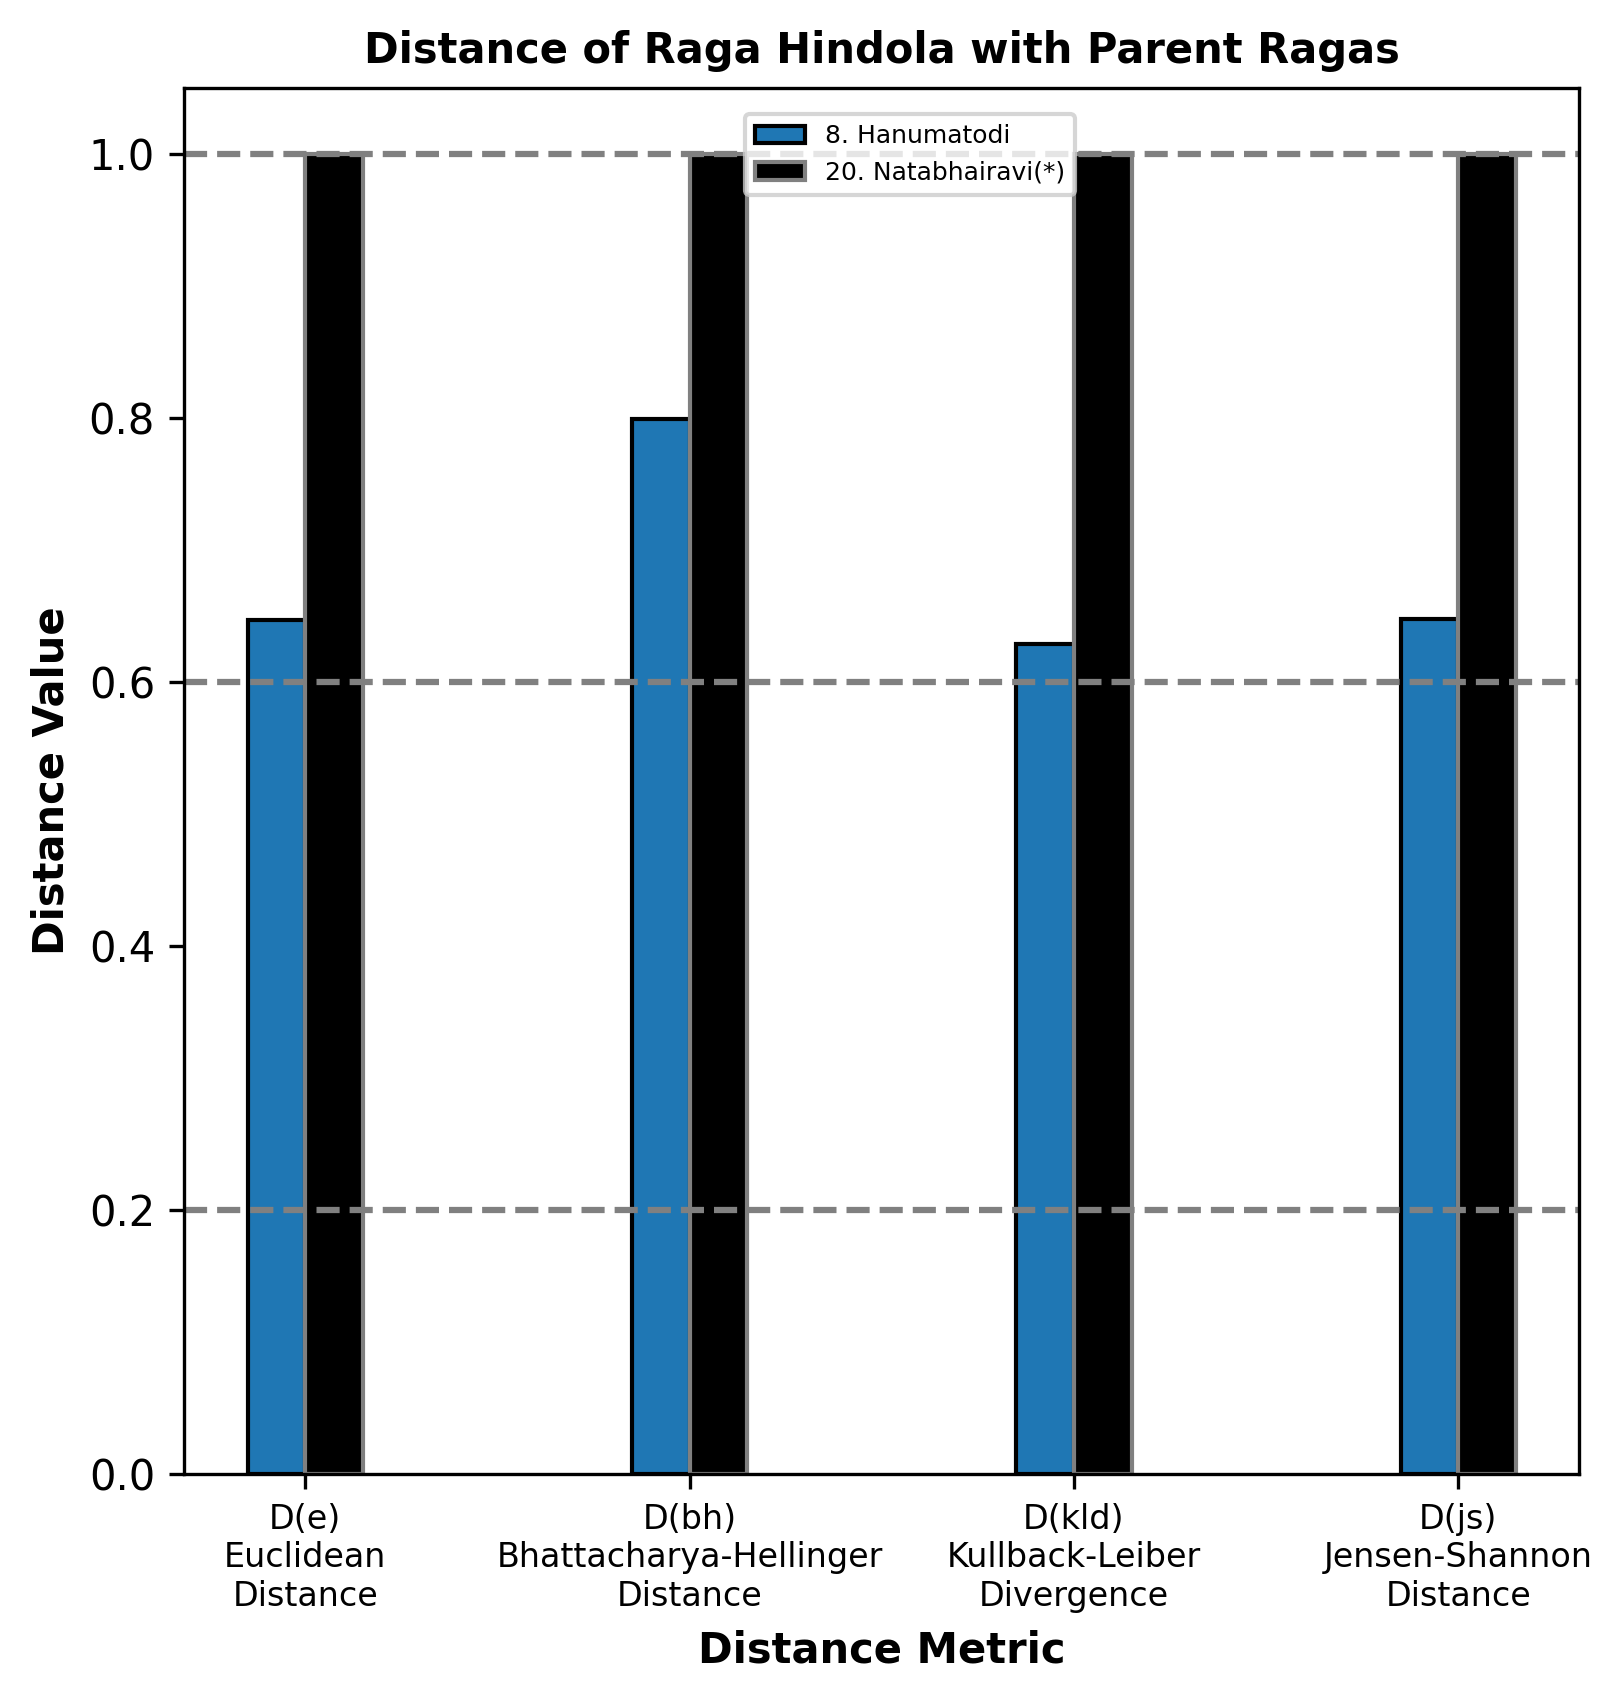 Distance of Raga Hindola with Parent Ragas
8. Hanumatodi
20. Natabhairavi(*)
1.0
0.8
0.6
0.4
0.2
0.0
Distance Value
D(e)
Euclidean
Distance
D(bh)
Bhattacharya-Hellinger
Distance
D(kld)
Kullback-Leiber
Divergence
D(js)
Jensen-Shannon
Distance
Distance Metric